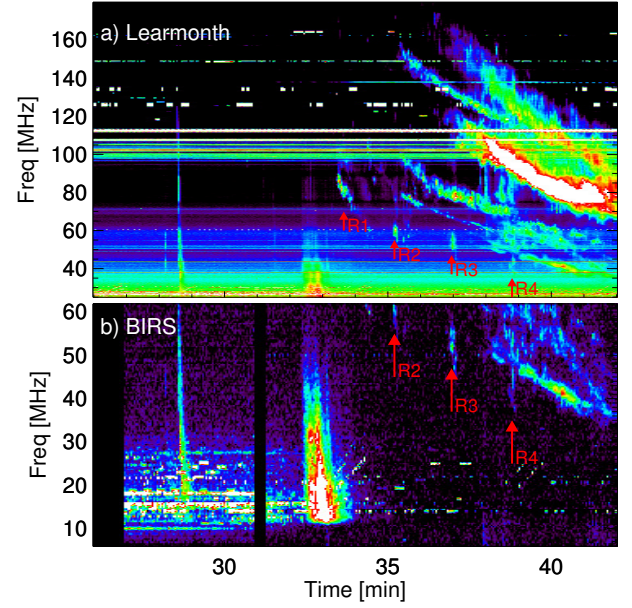 160
a) Learmonth
140
120
Freq [MHz]
100
80
R1
60
R2
R3
40
R4
60
b) BIRS
50
R2
R3
40
Freq [MHz]
30
R4
20
10
30
35
40
Time [min]